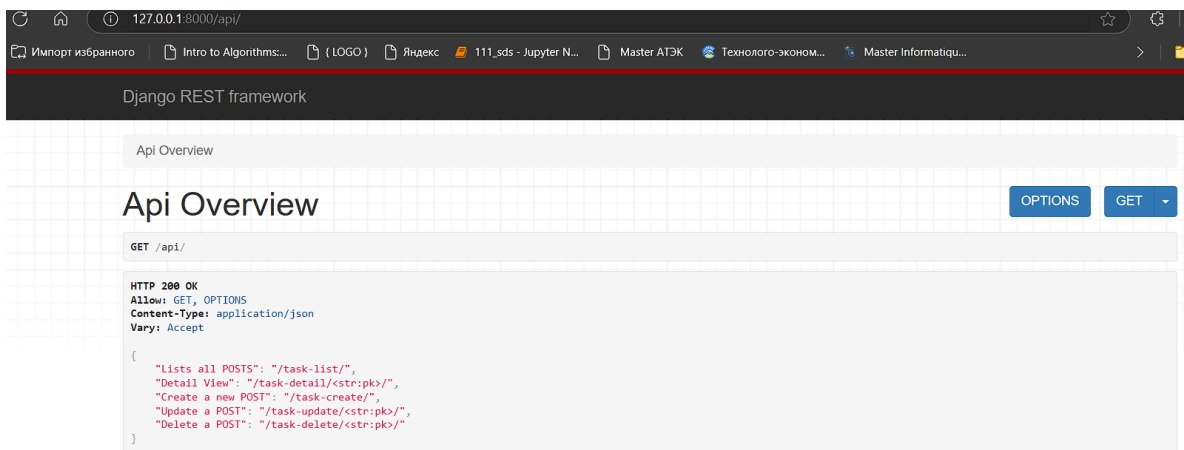 127.0.0.1:8000/api/
Импорт избранного Intro to Algorithms:... { LOGO } Яндекс 111_sds - Jupyter N... Master АТЭК Технолого-эконом... Master Informatiqu...
Django REST framework
Api Overview
Api Overview OPTIONS GET
GET /api/
HTTP 200 OK
Allow: GET, OPTIONS
Content-Type: application/json
Vary: Accept
{
"Lists all POSTS": "/task-list/",
"Detail View": "/task-detail/<str:pk>/",
"Create a new POST": "/task-create/",
"Update a POST": "/task-update/<str:pk>/",
"Delete a POST": "/task-delete/<str:pk>/"
}